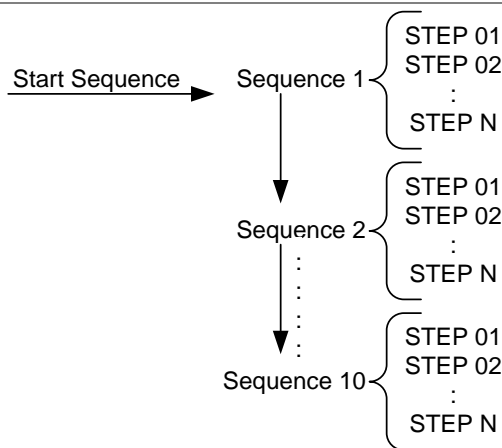 Start Sequence
Sequence 1
STEP 01
STEP 02
:
STEP N
Sequence 2
STEP 01
STEP 02
:
STEP N
:
:
:
:
:
Sequence 10
STEP 01
STEP 02
:
STEP N